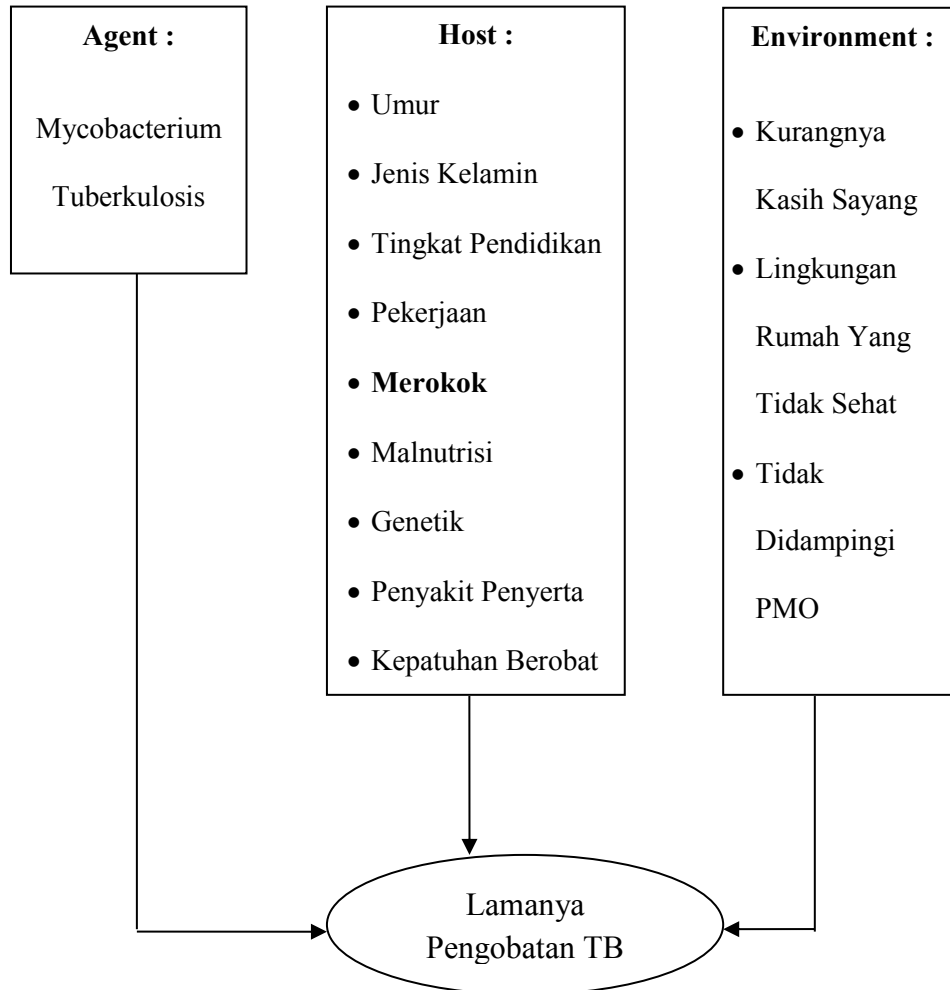 Agent :
Mycobacterium
Tuberkulosis
Host :
• Umur
• Jenis Kelamin
• Tingkat Pendidikan
• Pekerjaan
• Merokok
• Malnutrisi
• Genetik
• Penyakit Penyerta
• Kepatuhan Berobat
Environment :
• Kurangnya
Kasih Sayang
• Lingkungan
Rumah Yang
Tidak Sehat
• Tidak
Didampingi
PMO
Lamanya
Pengobatan TB